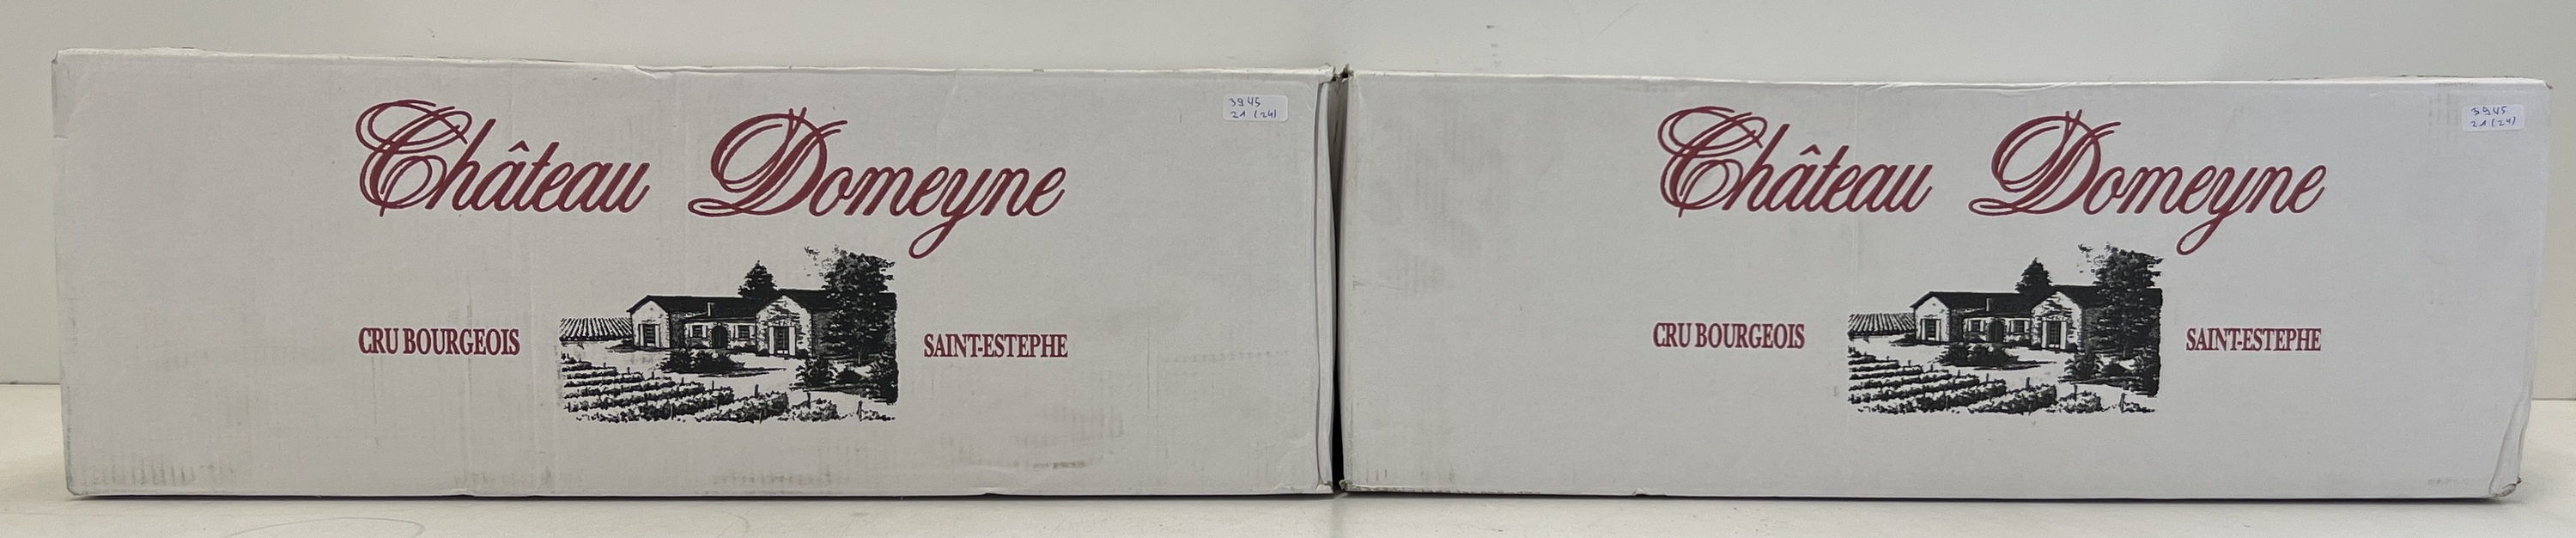 Château Domeyne
3945
21 (24)
CRU BOURGEOIS
SAINT-ESTEPHE
Château Domeyne
3945
21 (24)
CRU BOURGEOIS
SAINT-ESTEPHE